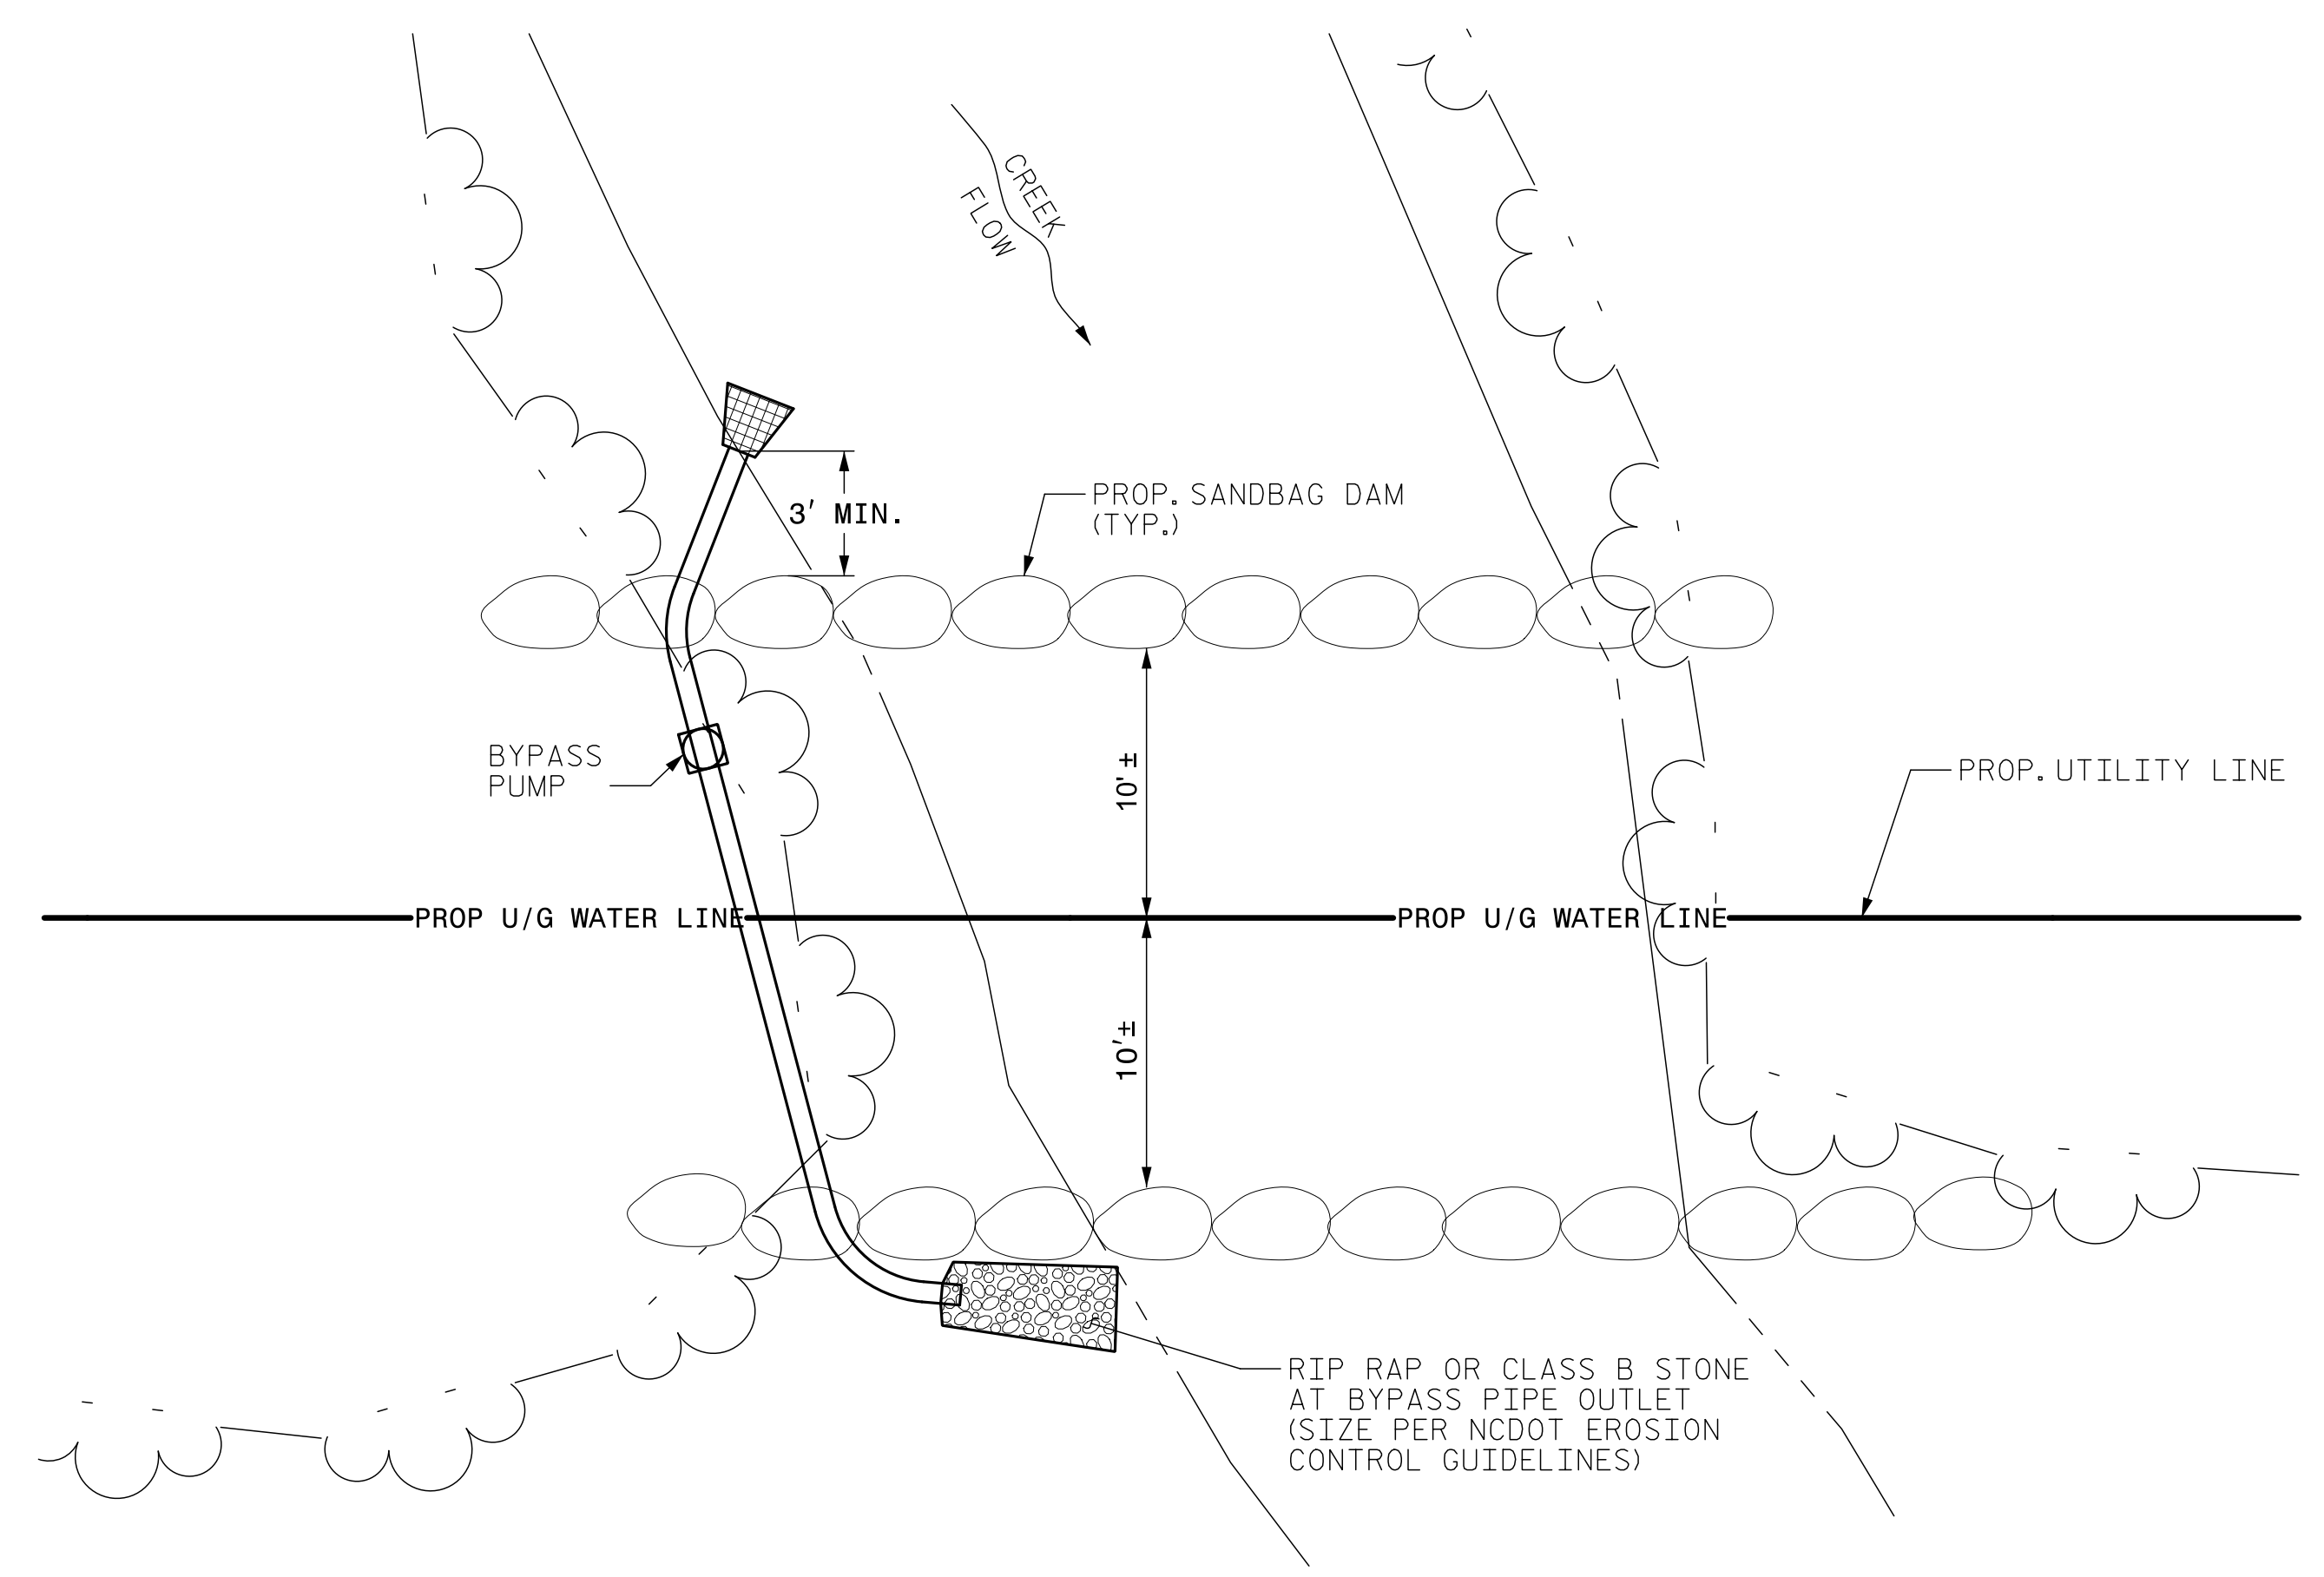 CREEK
FLOW
3' MIN.
PROP. SANDBAG DAM
(TYP.)
BYPASS
PUMP
10'±
PROP. UTILITY LINE
PROP U/G WATER LINE
PROP U/G WATER LINE
10'±
RIP RAP OR CLASS B STONE
AT BYPASS PIPE OUTLET
(SIZE PER NCDOT EROSION
CONTROL GUIDELINES)